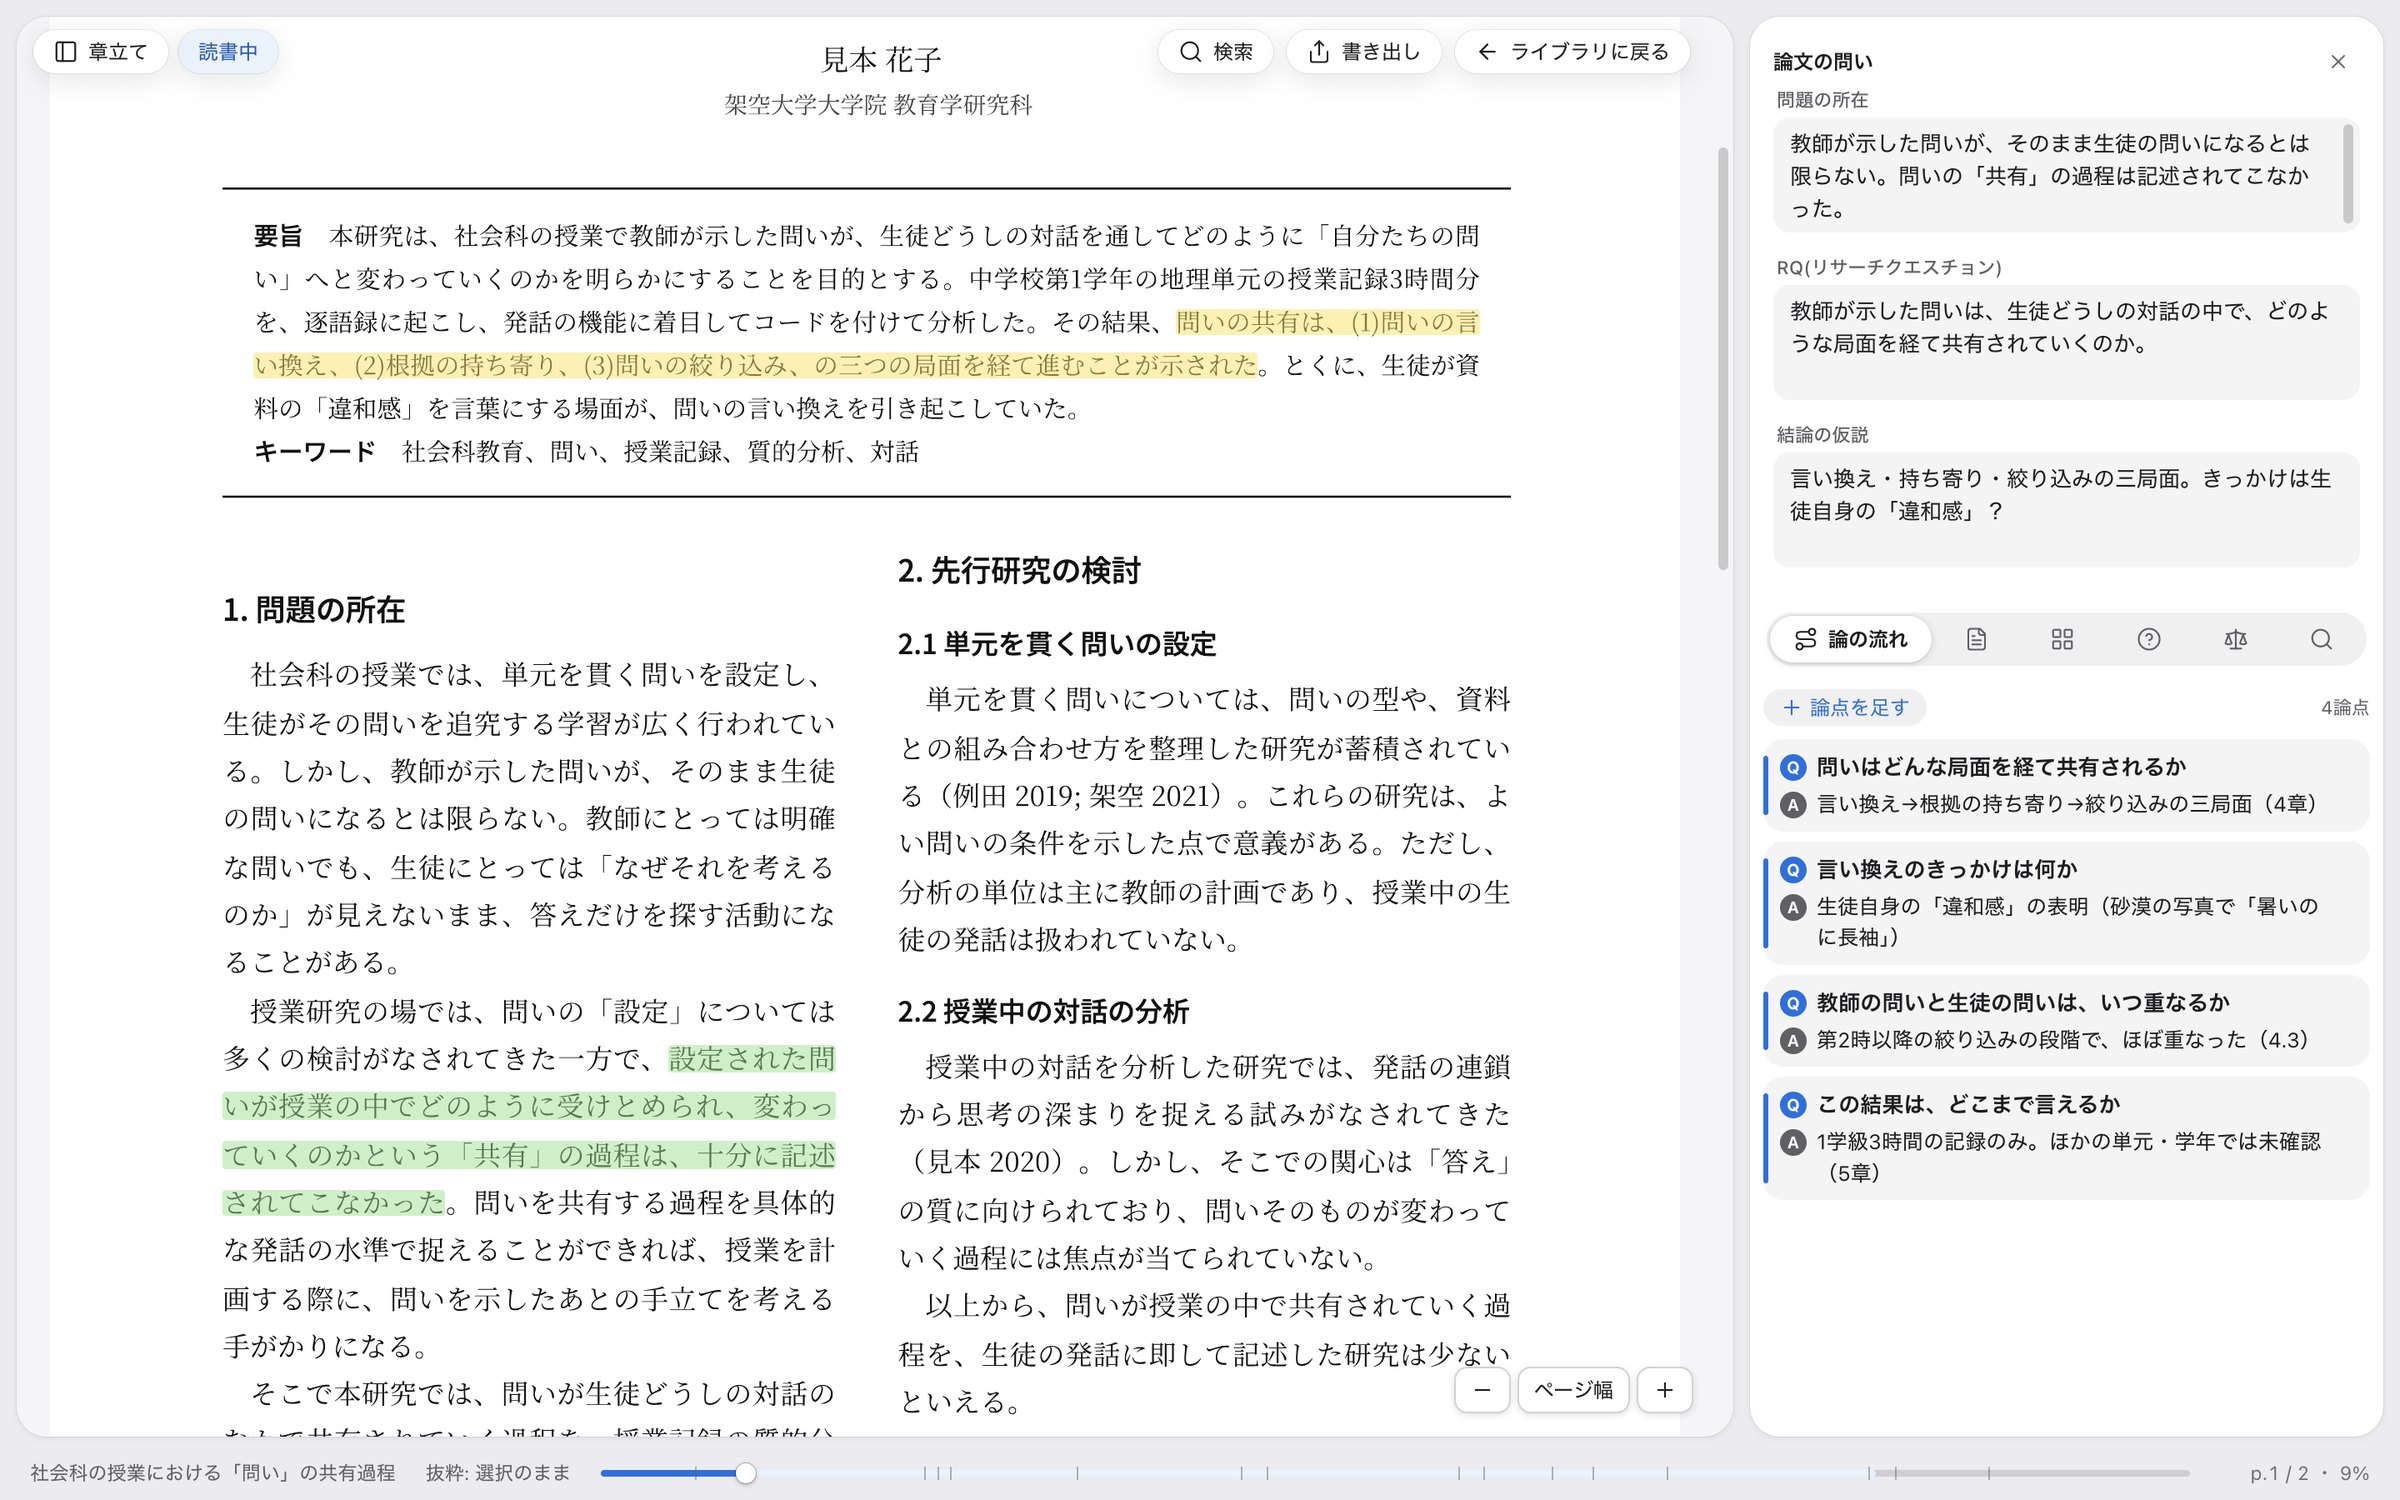 章立て
読書中
検索
書き出し
ライブラリに戻る
見本 花子
架空大学大学院 教育学研究科
要旨 本研究は、社会科の授業で教師が示した問いが、生徒どうしの対話を通してどのように「自分たちの問
い」へと変わっていくのかを明らかにすることを目的とする。中学校第1学年の地理単元の授業記録3時間分
を、逐語録に起こし、発話の機能に着目してコードを付けて分析した。その結果、問いの共有は、(1)問いの言
い換え、(2)根拠の持ち寄り、(3)問いの絞り込み、の三つの局面を経て進むことが示された。とくに、生徒が資
料の「違和感」を言葉にする場面が、問いの言い換えを引き起こしていた。
キーワード 社会科教育、問い、授業記録、質的分析、対話
1. 問題の所在
社会科の授業では、単元を貫く問いを設定し、
生徒がその問いを追究する学習が広く行われてい
る。しかし、教師が示した問いが、そのまま生徒
の問いになるとは限らない。教師にとっては明確
な問いでも、生徒にとっては「なぜそれを考える
のか」が見えないまま、答えだけを探す活動にな
ることがある。
授業研究の場では、問いの「設定」については
多くの検討がなされてきた一方で、設定された問
いが授業の中でどのように受けとめられ、変わっ
ていくのかという「共有」の過程は、十分に記述
されてこなかった。問いを共有する過程を具体的
な発話の水準で捉えることができれば、授業を計
画する際に、問いを示したあとの手立てを考える
手がかりになる。
そこで本研究では、問いが生徒どうしの対話の
なかで共有されていく過程を、授業記録の質的分
2. 先行研究の検討
2.1 単元を貫く問いの設定
単元を貫く問いについては、問いの型や、資料
との組み合わせ方を整理した研究が蓄積されてい
る（例田 2019; 架空 2021）。これらの研究は、よ
い問いの条件を示した点で意義がある。ただし、
分析の単位は主に教師の計画であり、授業中の生
徒の発話は扱われていない。
2.2 授業中の対話の分析
授業中の対話を分析した研究では、発話の連鎖
から思考の深まりを捉える試みがなされてきた
（見本 2020）。しかし、そこでの関心は「答え」
の質に向けられており、問いそのものが変わって
いく過程には焦点が当てられていない。
以上から、問いが授業の中で共有されていく過
程を、生徒の発話に即して記述した研究は少ない
といえる。
ページ幅
論文の問い
問題の所在
教師が示した問いが、そのまま生徒の問いになるとは
限らない。問いの「共有」の過程は記述されてこなか
った。
RQ(リサーチクエスチョン)
教師が示した問いは、生徒どうしの対話の中で、どのよ
うな局面を経て共有されていくのか。
結論の仮説
言い換え・持ち寄り・絞り込みの三局面。きっかけは生
徒自身の「違和感」？
論の流れ
論点を足す
4論点
Q 問いはどんな局面を経て共有されるか
A 言い換え→根拠の持ち寄り→絞り込みの三局面（4章）
Q 言い換えのきっかけは何か
A 生徒自身の「違和感」の表明（砂漠の写真で「暑いの
に長袖」）
Q 教師の問いと生徒の問いは、いつ重なるか
A 第2時以降の絞り込みの段階で、ほぼ重なった（4.3）
Q この結果は、どこまで言えるか
A 1学級3時間の記録のみ。ほかの単元・学年では未確認
（5章）
社会科の授業における「問い」の共有過程
抜粋: 選択のまま
p.1 / 2 ・ 9%